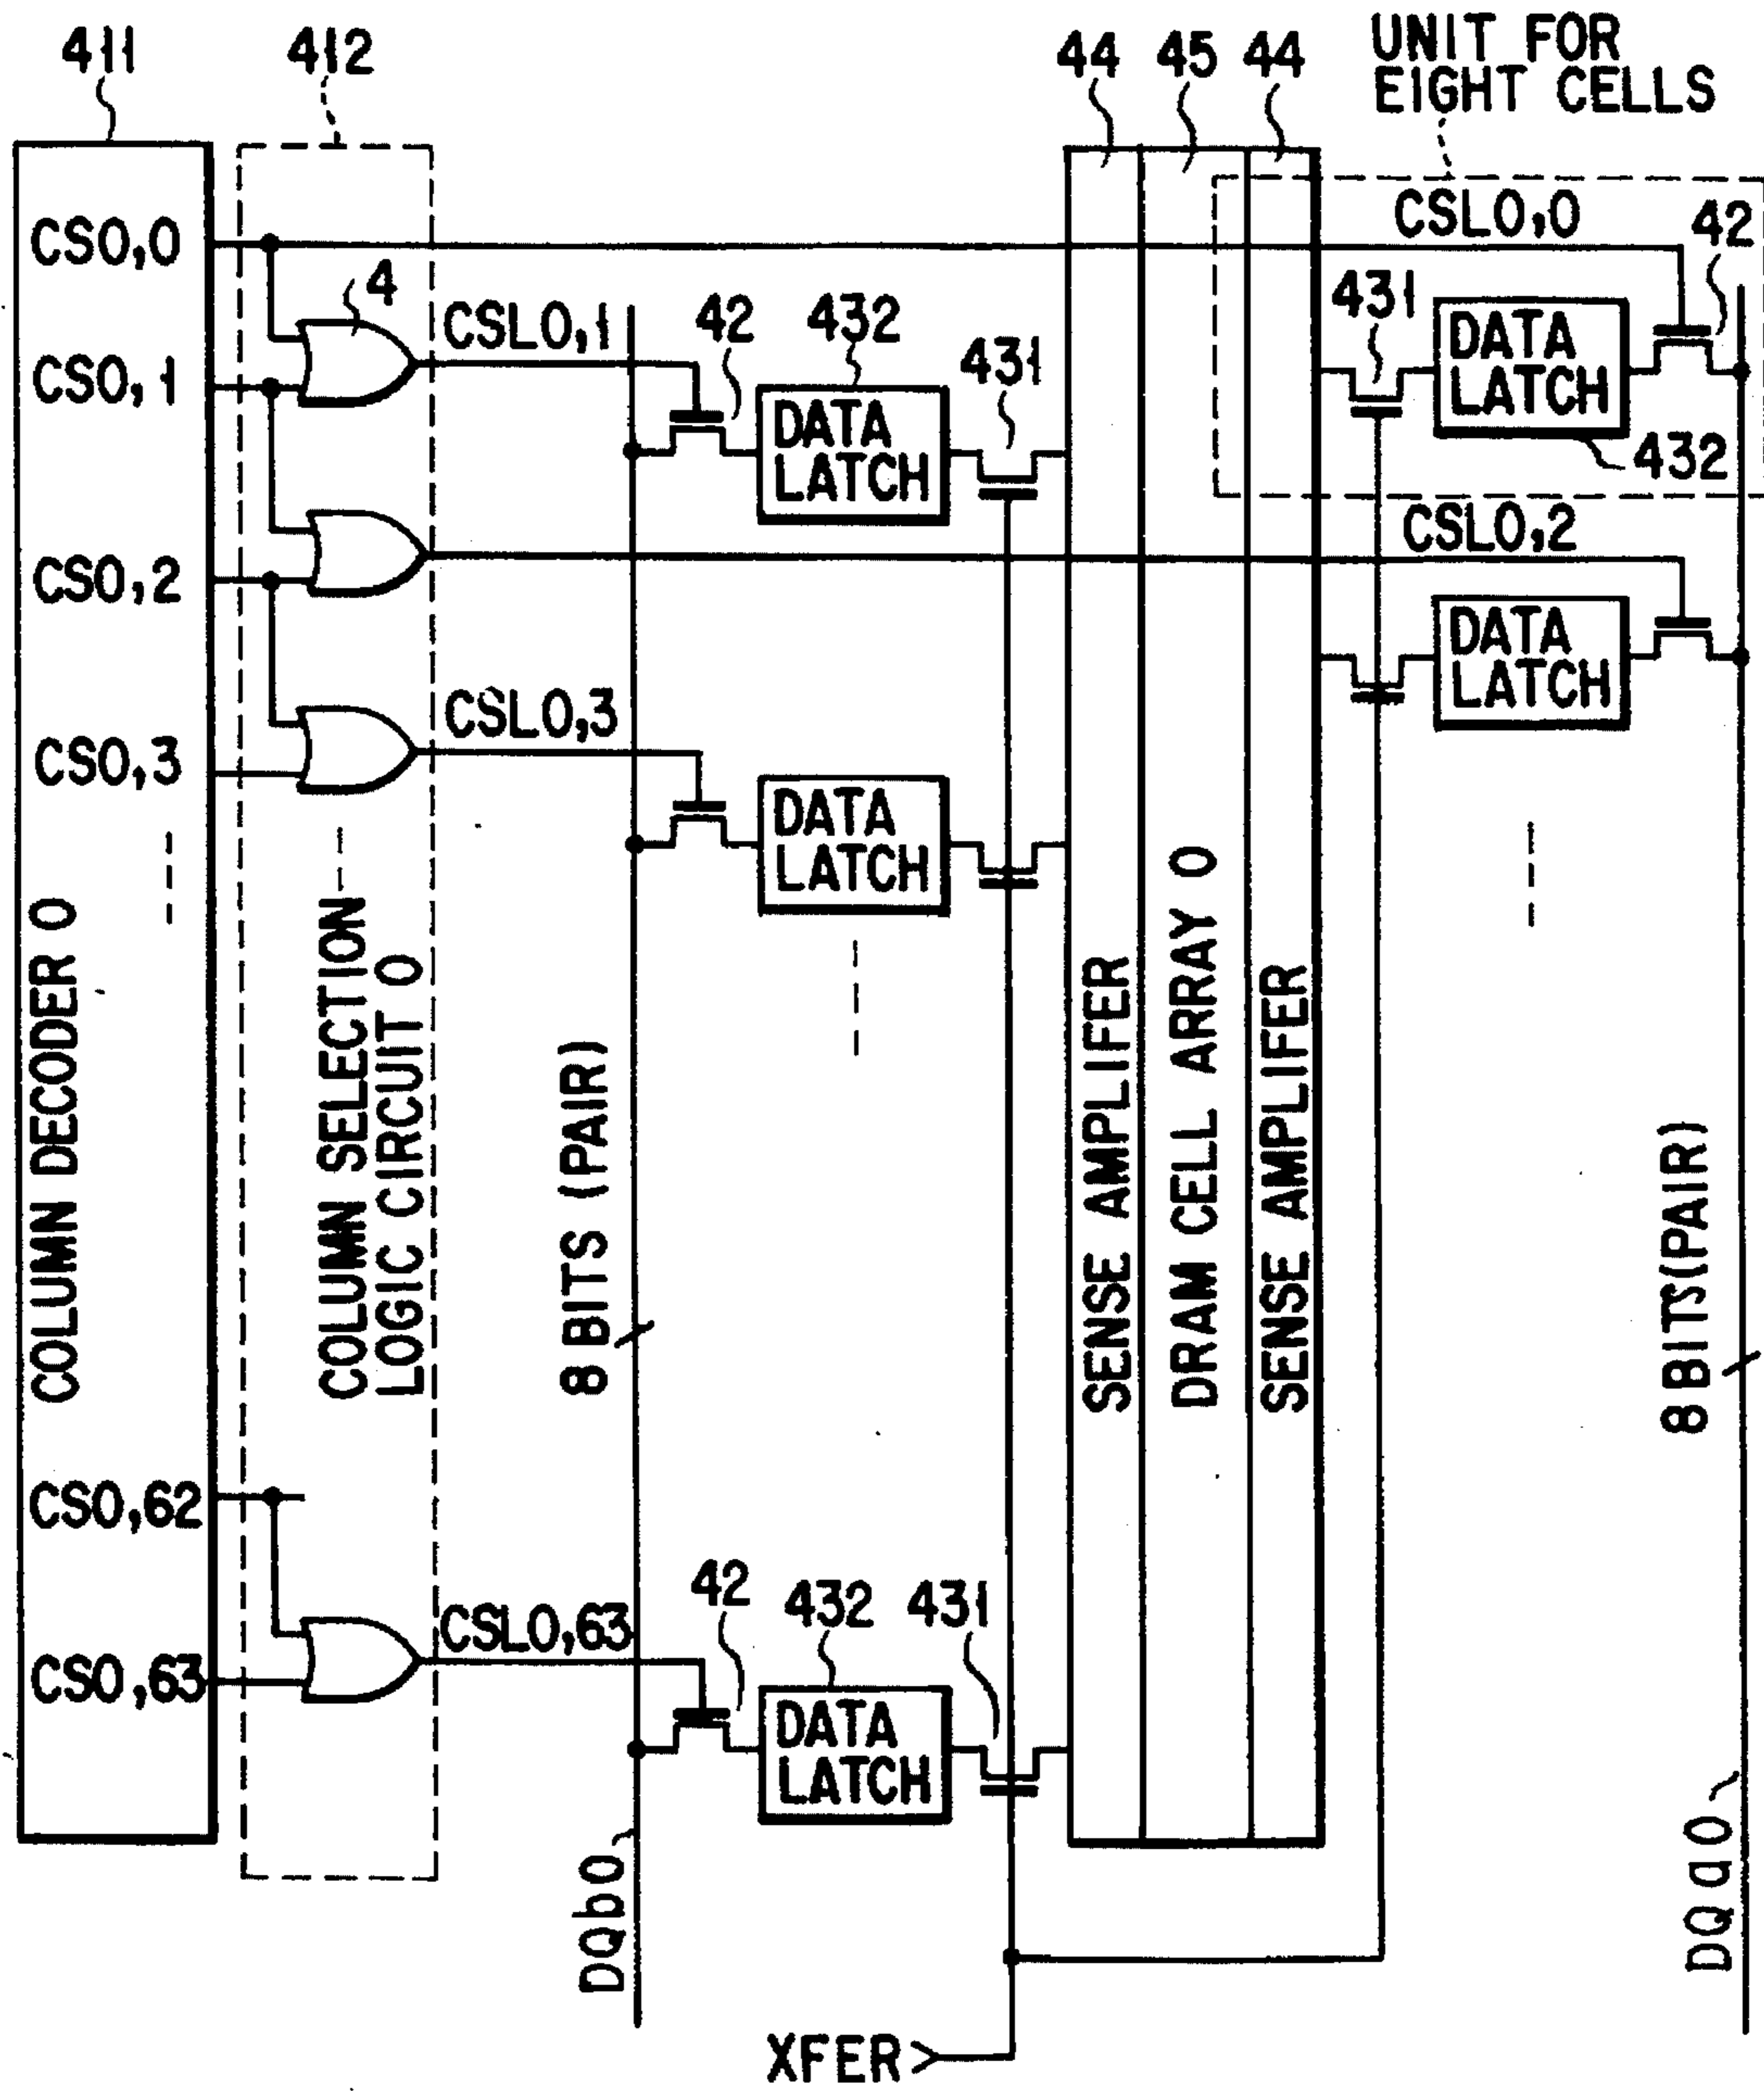 411
412
44
45
44
UNIT FOR
EIGHT CELLS
CS0,0
CSL0,0
42
4
CSL0,1
42
432
431
431
DATA
LATCH
432
CS0,1
DATA
LATCH
CSL0,2
CS0,2
DATA
LATCH
CSL0,3
CS0,3
DATA
LATCH
COLUMN DECODER 0
COLUMN SELECTION
LOGIC CIRCUIT 0
8 BITS (PAIR)
SENSE AMPLIFER
DRAM CELL ARRAY 0
SENSE AMPLIFER
8 BITS(PAIR)
CS0,62
42
432
431
CSL0,63
CS0,63
DATA
LATCH
DQb0
DQa0
XFER